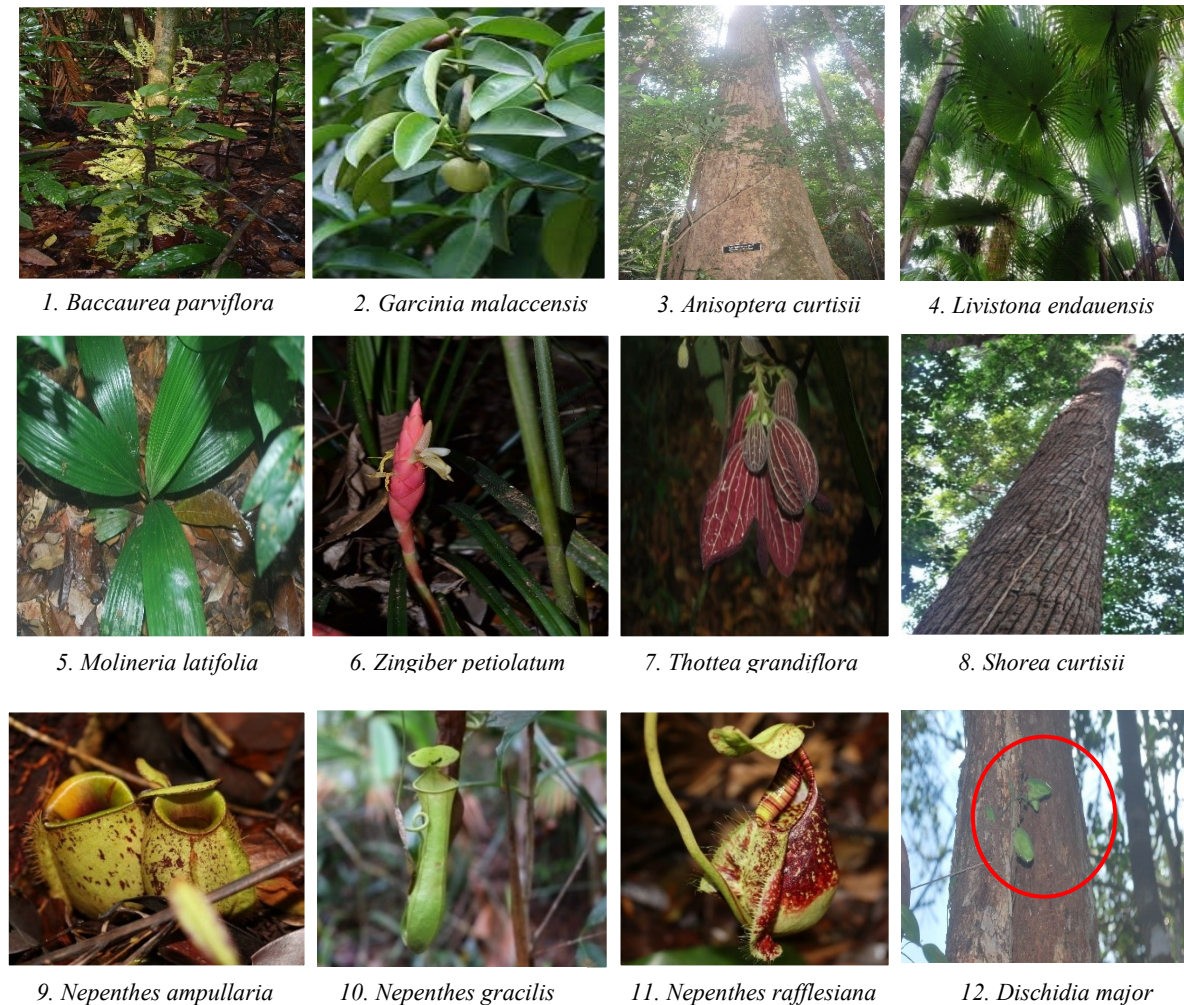 1. Baccaurea parviflora
2. Garcinia malaccensis
3. Anisoptera curtisii
4. Livistona endauensis
5. Molineria latifolia
6. Zingiber petiolatum
7. Thottea grandiflora
8. Shorea curtisii
9. Nepenthes ampullaria
10. Nepenthes gracilis
11. Nepenthes rafflesiana
12. Dischidia major